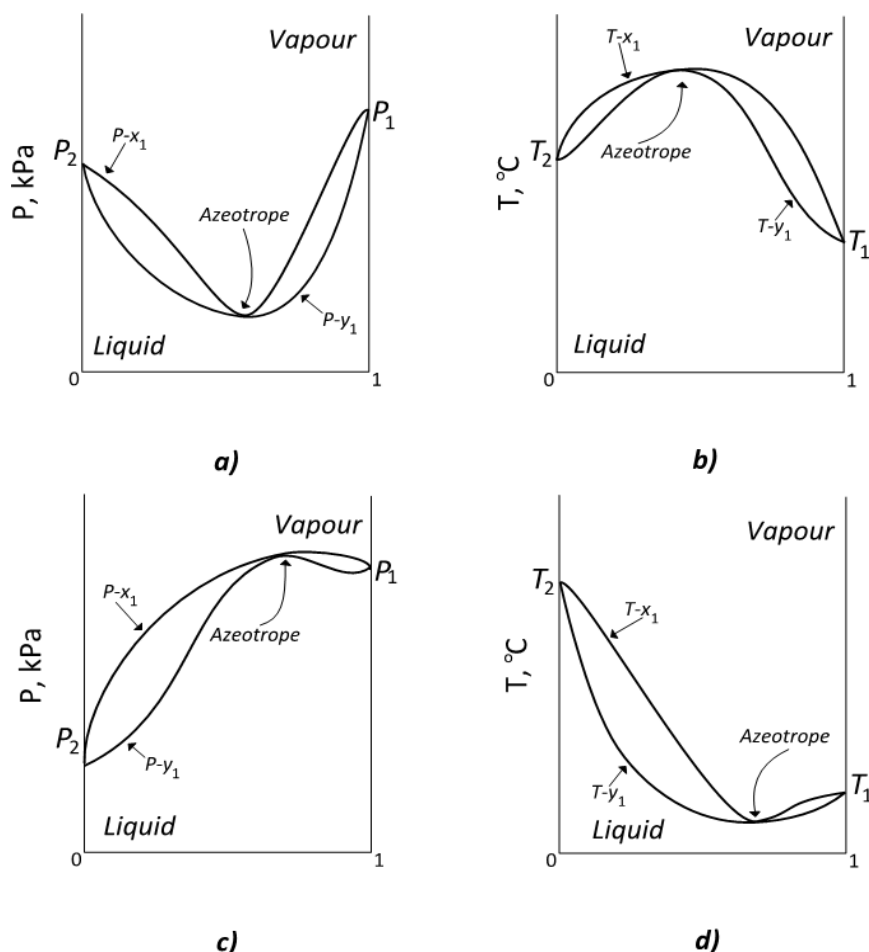 Vapour
P-x1
P1
P2
P, kPa
Azeotrope
P-y1
Liquid
0
1
a)
T-x1
Vapour
T2
Azeotrope
T, °C
T-y1
T1
Liquid
0
1
b)
Vapour
P-x1
P1
Azeotrope
P, kPa
P2
P-y1
Liquid
0
1
c)
Vapour
T2
T-x1
T, °C
Azeotrope
T-y1
T1
Liquid
0
1
d)